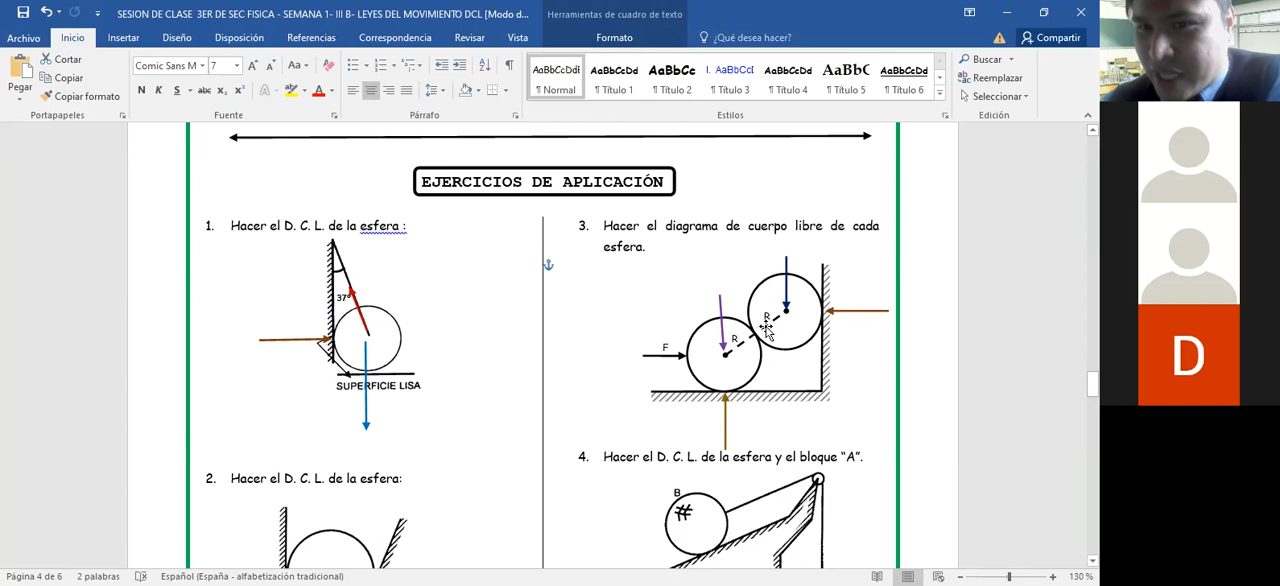 SESION DE CLASE 3ER DE SEC FISICA - SEMANA 1- III B- LEYES DEL MOVIMIENTO DCL [Modo d...
Herramientas de cuadro de texto
Archivo Inicio Insertar Diseño Disposición Referencias Correspondencia Revisar Vista Formato ¿Qué desea hacer? Compartir
Pegar
Cortar
Copiar
Copiar formato
Portapapeles
Comic Sans M 7
N K S abc x₂ x²
Fuente
Párrafo
AaBbCcDdE AaBbCcDd AaBbCc I. AaBbCcD AaBbCcDd AaBbC AaBbCcDd
¶ Normal ¶ Título 1 ¶ Título 2 ¶ Título 3 ¶ Título 4 ¶ Título 5 ¶ Título 6
Estilos
Buscar
Reemplazar
Seleccionar
Edición
EJERCICIOS DE APLICACIÓN
1. Hacer el D. C. L. de la esfera :
37º
SUPERFICIE LISA
2. Hacer el D. C. L. de la esfera:
3. Hacer el diagrama de cuerpo libre de cada
esfera.
R
R
F
4. Hacer el D. C. L. de la esfera y el bloque "A".
B
D
Página 4 de 6 2 palabras Español (España - alfabetización tradicional) 130 %